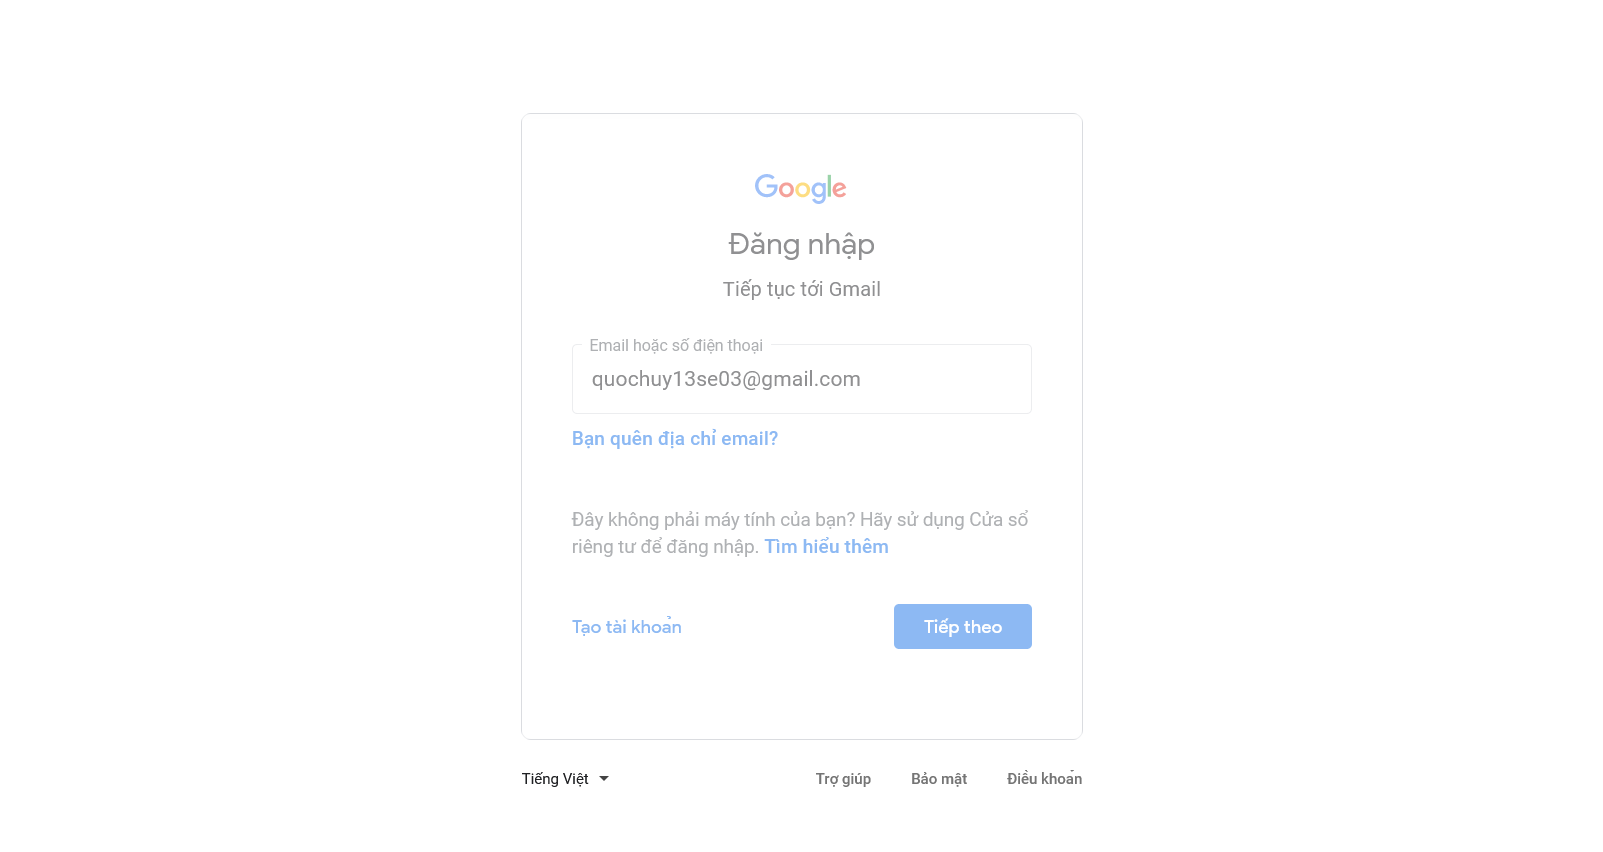 Google
Đăng nhập
Tiếp tục tới Gmail
Email hoặc số điện thoại
quochuy13se03@gmail.com
Bạn quên địa chỉ email?
Đây không phải máy tính của bạn? Hãy sử dụng Cửa sổ
riêng tư để đăng nhập. Tìm hiểu thêm
Tạo tài khoản
Tiếp theo
Tiếng Việt
Trợ giúp
Bảo mật
Điều khoản